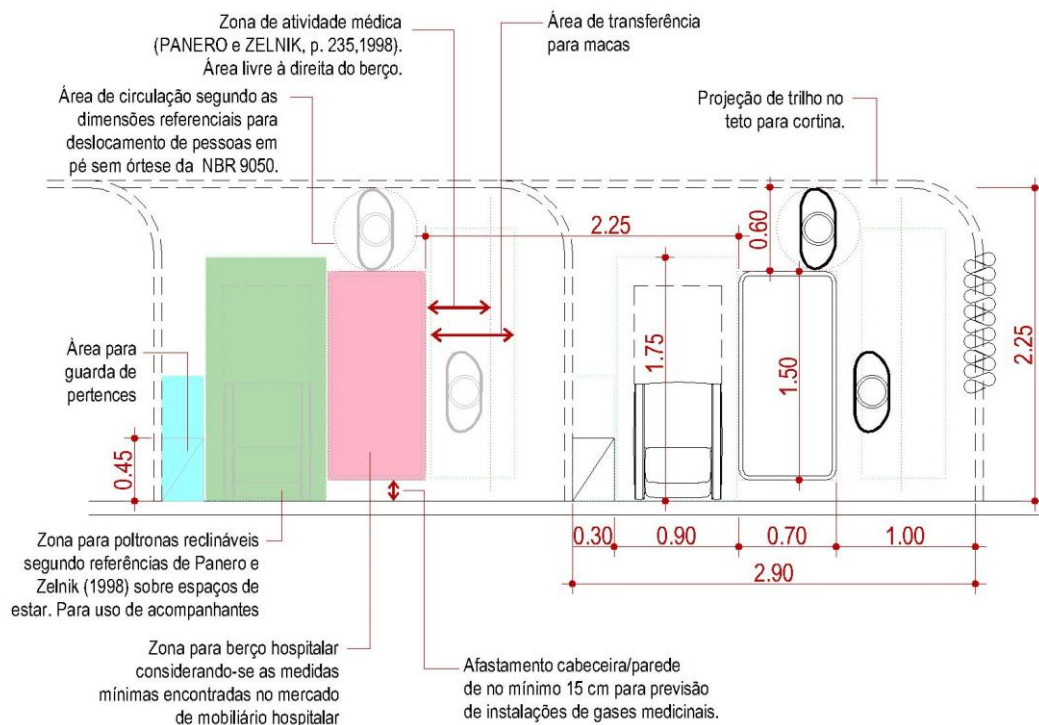 Zona de atividade médica
(PANERO e ZELNIK, p. 235,1998).
Área livre à direita do berço.
Área de transferência
para macas
Área de circulação segundo as
dimensões referenciais para
deslocamento de pessoas em
pé sem órtese da NBR 9050.
Projeção de trilho no
teto para cortina.
2.25
0.60
Àrea para
guarda de
pertences
1.75
1.50
2.25
0.45
0.30
0.90
0.70
1.00
2.90
Zona para poltronas reclináveis
segundo referências de Panero e
Zelnik (1998) sobre espaços de
estar. Para uso de acompanhantes
Zona para berço hospitalar
considerando-se as medidas
mínimas encontradas no mercado
de mobiliário hospitalar
Afastamento cabeceira/parede
de no mínimo 15 cm para previsão
de instalações de gases medicinais.